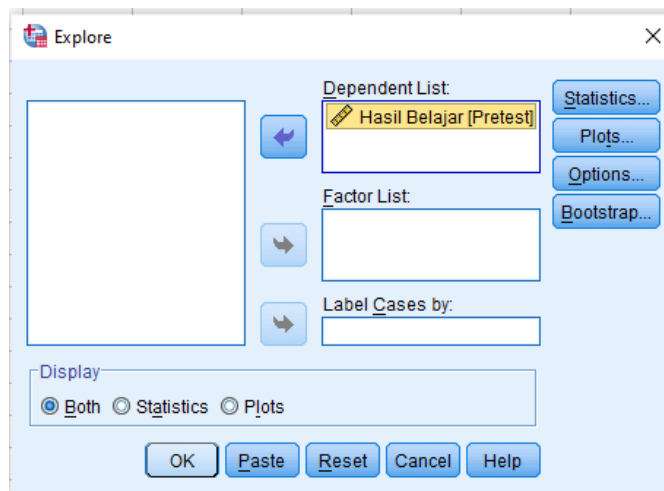 Explore
Dependent List:
Hasil Belajar [Pretest]
Statistics...
Plots...
Options...
Bootstrap...
Factor List:
Label Cases by:
Display
Both Statistics Plots
OK Paste Reset Cancel Help